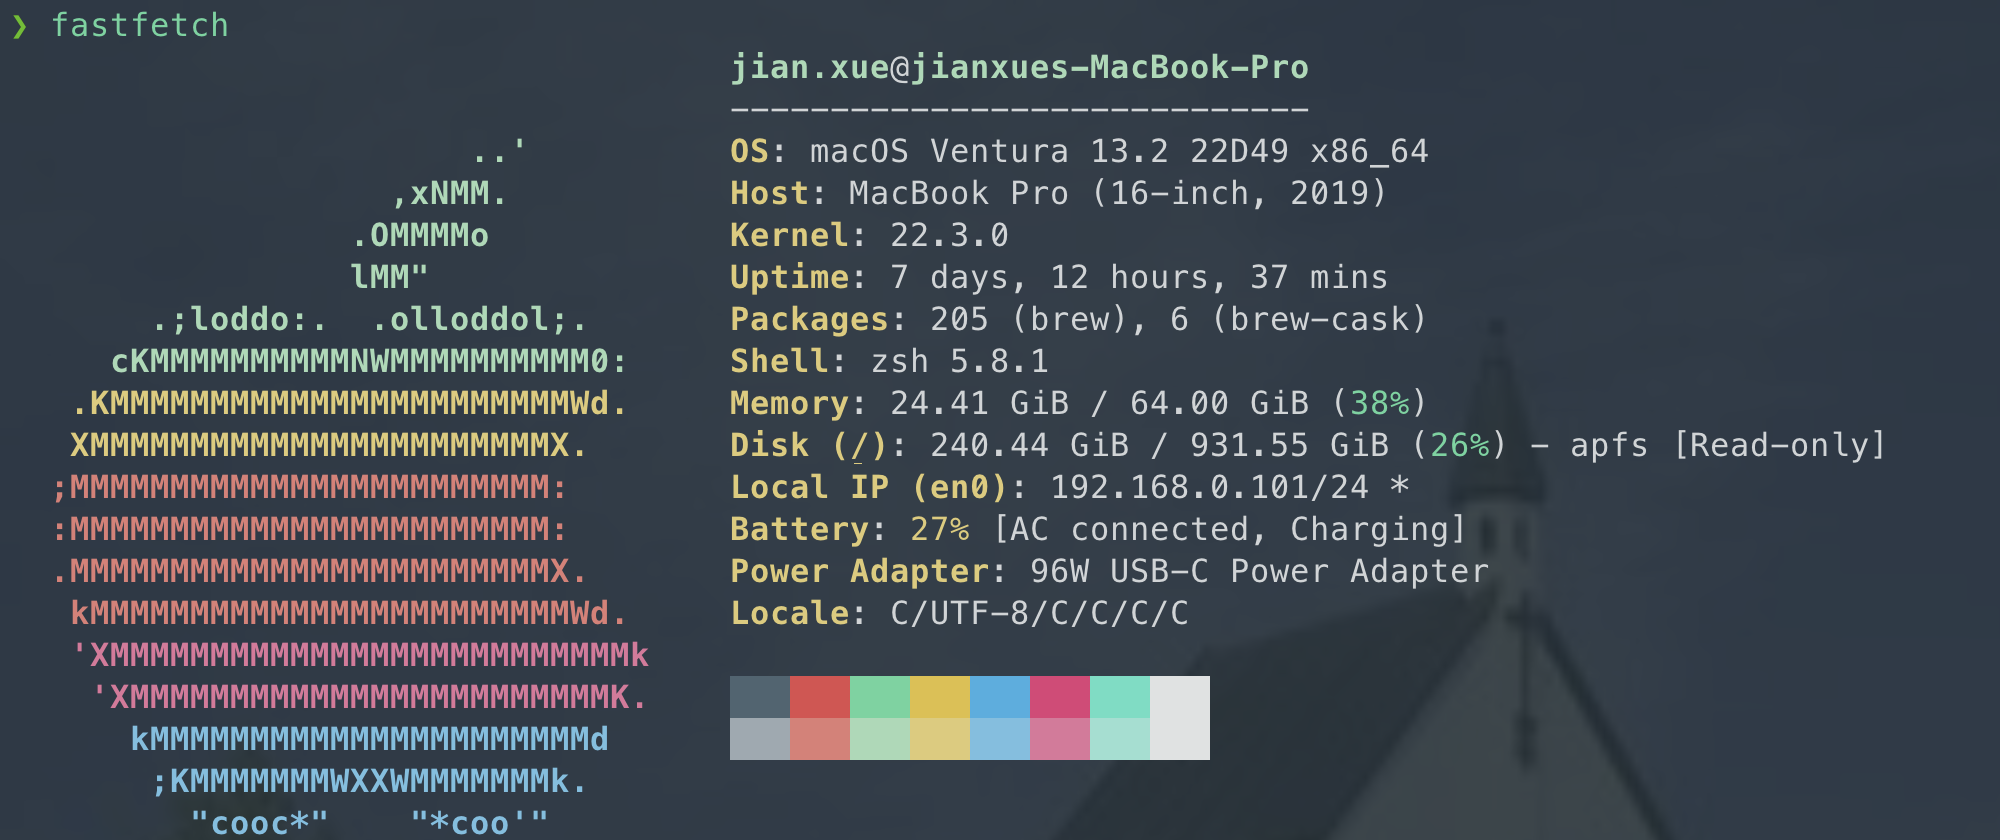 ❯ fastfetch
jian.xue@jianxues-MacBook-Pro
-----------------------------
..'
,xNMM.
.OMMMMo
lMM"
.;loddo:.  .olloddol;.
cKMMMMMMMMMMNWMMMMMMMMMM0:
.KMMMMMMMMMMMMMMMMMMMMMMMWd.
XMMMMMMMMMMMMMMMMMMMMMMMX.
;MMMMMMMMMMMMMMMMMMMMMMMM:
:MMMMMMMMMMMMMMMMMMMMMMMM:
.MMMMMMMMMMMMMMMMMMMMMMMMX.
kMMMMMMMMMMMMMMMMMMMMMMMMWd.
'XMMMMMMMMMMMMMMMMMMMMMMMMMMk
'XMMMMMMMMMMMMMMMMMMMMMMMMK.
kMMMMMMMMMMMMMMMMMMMMMMd
;KMMMMMMMWXXWMMMMMMMk.
"cooc*"    "*coo'"
OS: macOS Ventura 13.2 22D49 x86_64
Host: MacBook Pro (16-inch, 2019)
Kernel: 22.3.0
Uptime: 7 days, 12 hours, 37 mins
Packages: 205 (brew), 6 (brew-cask)
Shell: zsh 5.8.1
Memory: 24.41 GiB / 64.00 GiB (38%)
Disk (/): 240.44 GiB / 931.55 GiB (26%) - apfs [Read-only]
Local IP (en0): 192.168.0.101/24 *
Battery: 27% [AC connected, Charging]
Power Adapter: 96W USB-C Power Adapter
Locale: C/UTF-8/C/C/C/C